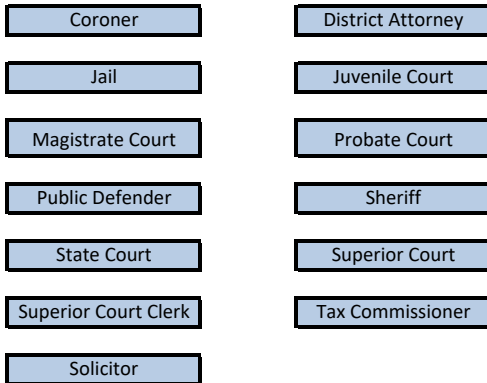 Coroner
District Attorney
Jail
Juvenile Court
Magistrate Court
Probate Court
Public Defender
Sheriff
State Court
Superior Court
Superior Court Clerk
Tax Commissioner
Solicitor